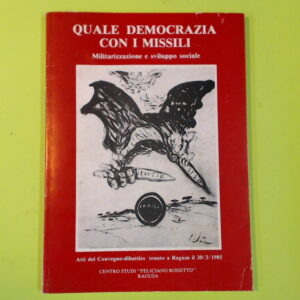 QUALE DEMOCRAZIA
CON I MISSILI
Militarizzazione e sviluppo sociale
Atti del Convegno-dibattito tenuto a Ragusa il 30/3/1985
CENTRO STUDI "FELICIANO ROSSITTO"
RAGUSA